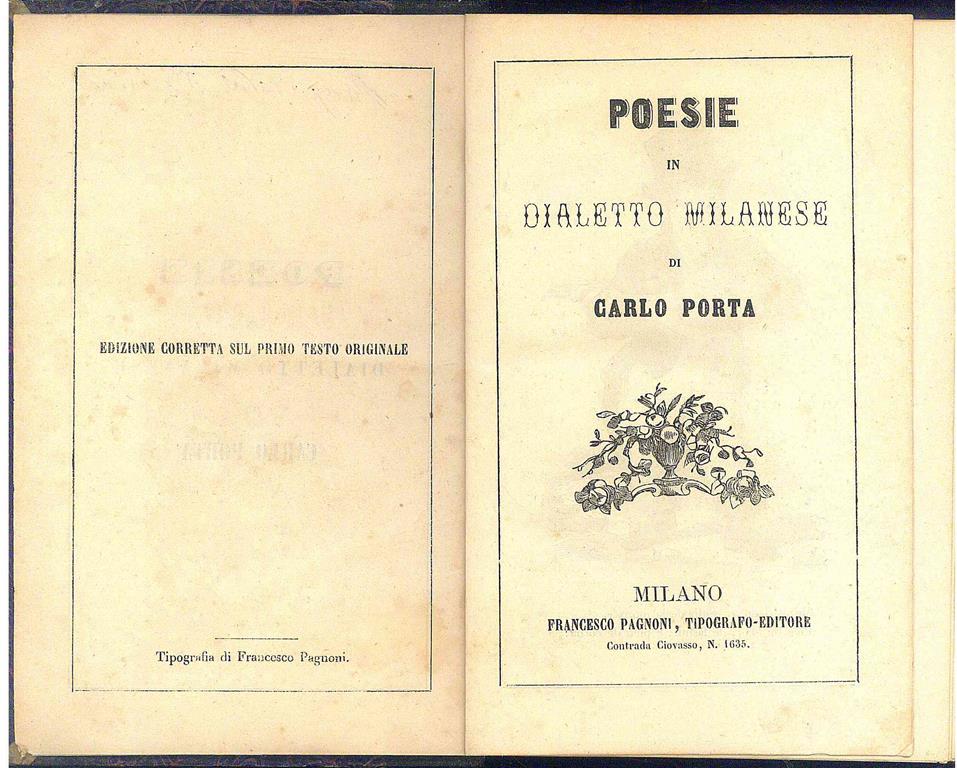 EDIZIONE CORRETTA SUL PRIMO TESTO ORIGINALE
Tipografia di Francesco Pagnoni.
POESIE
IN
DIALETTO MILANESE
DI
CARLO PORTA
MILANO
FRANCESCO PAGNONI, TIPOGRAFO-EDITORE
Contrada Ciovasso, N. 1635.